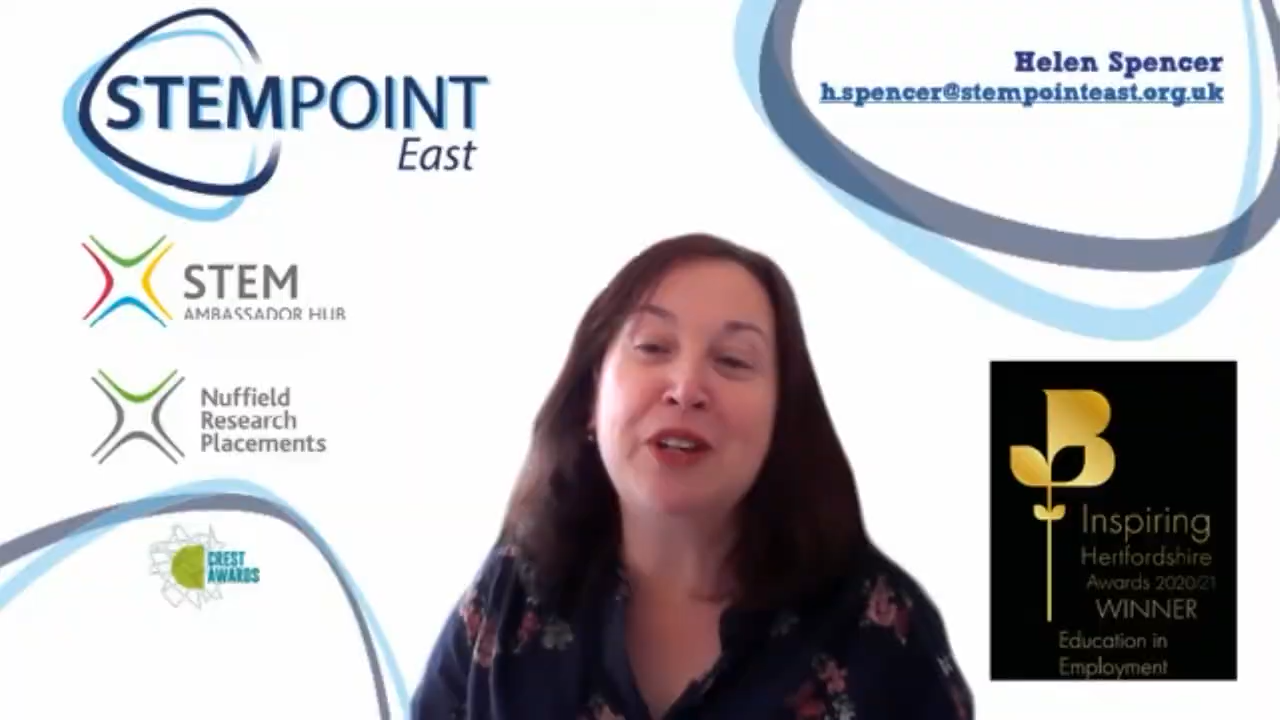 STEMPOINT
East
Helen Spencer
h.spencer@stempointeast.org.uk
STEM
AMBASSADOR HUB
Nuffield
Research
Placements
CREST
AWARDS
B
Inspiring
Hertfordshire
Awards 2020/21
WINNER
Education in
Employment